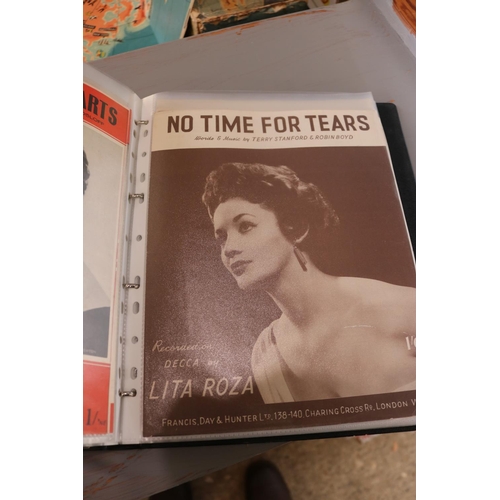 ARTS
NO TIME FOR TEARS
Words & Music by TERRY STANFORD & ROBIN BOYD
Recorded on
DECCA by
LITA ROZA
1/-
FRANCIS, DAY & HUNTER LTD, 138-140, CHARING CROSS RD, LONDON W